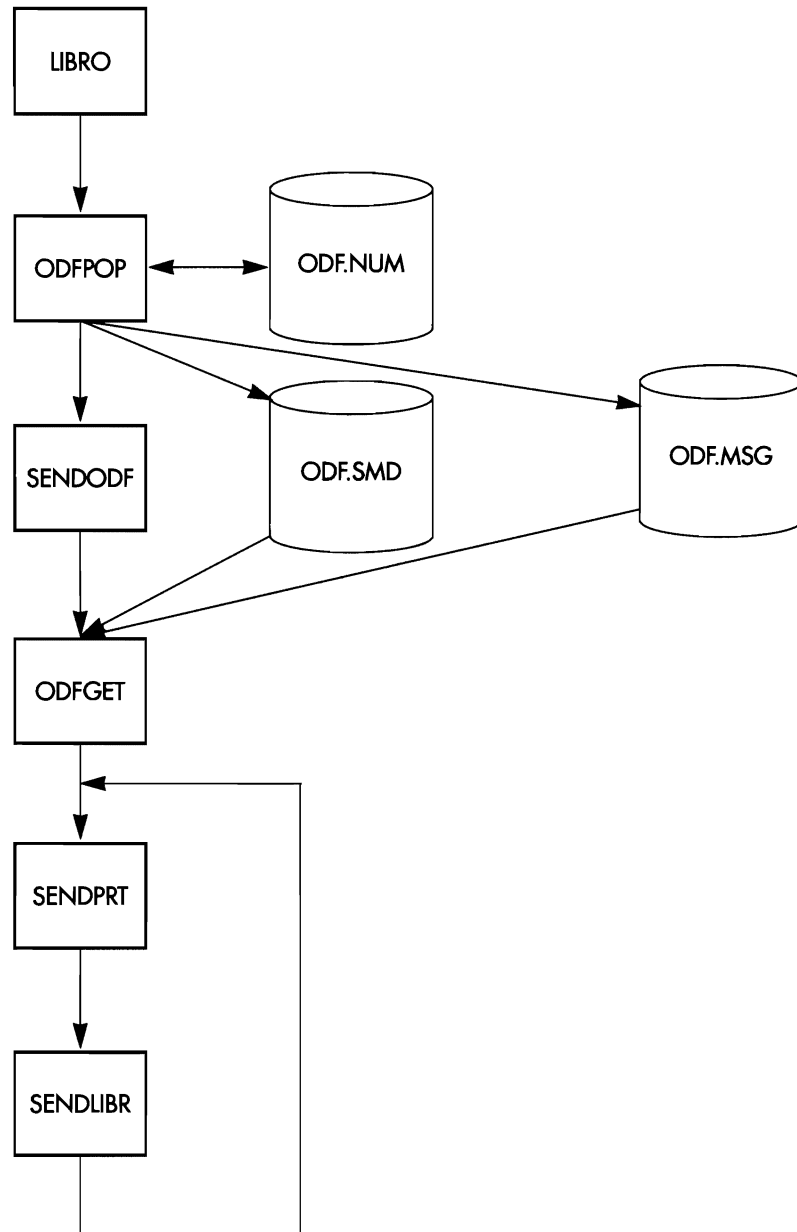 LIBRO
ODFPOP
ODF.NUM
SENDODF
ODF.SMD
ODF.MSG
ODFGET
SENDPRT
SENDLIBR